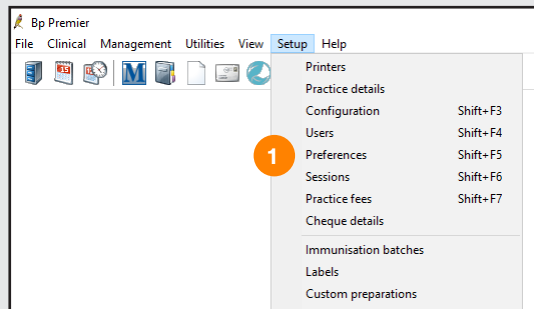 Bp Premier
File Clinical Management Utilities View Setup Help
15
M
Printers
Practice details
Configuration Shift+F3
Users Shift+F4
1
Preferences Shift+F5
Sessions Shift+F6
Practice fees Shift+F7
Cheque details
Immunisation batches
Labels
Custom preparations